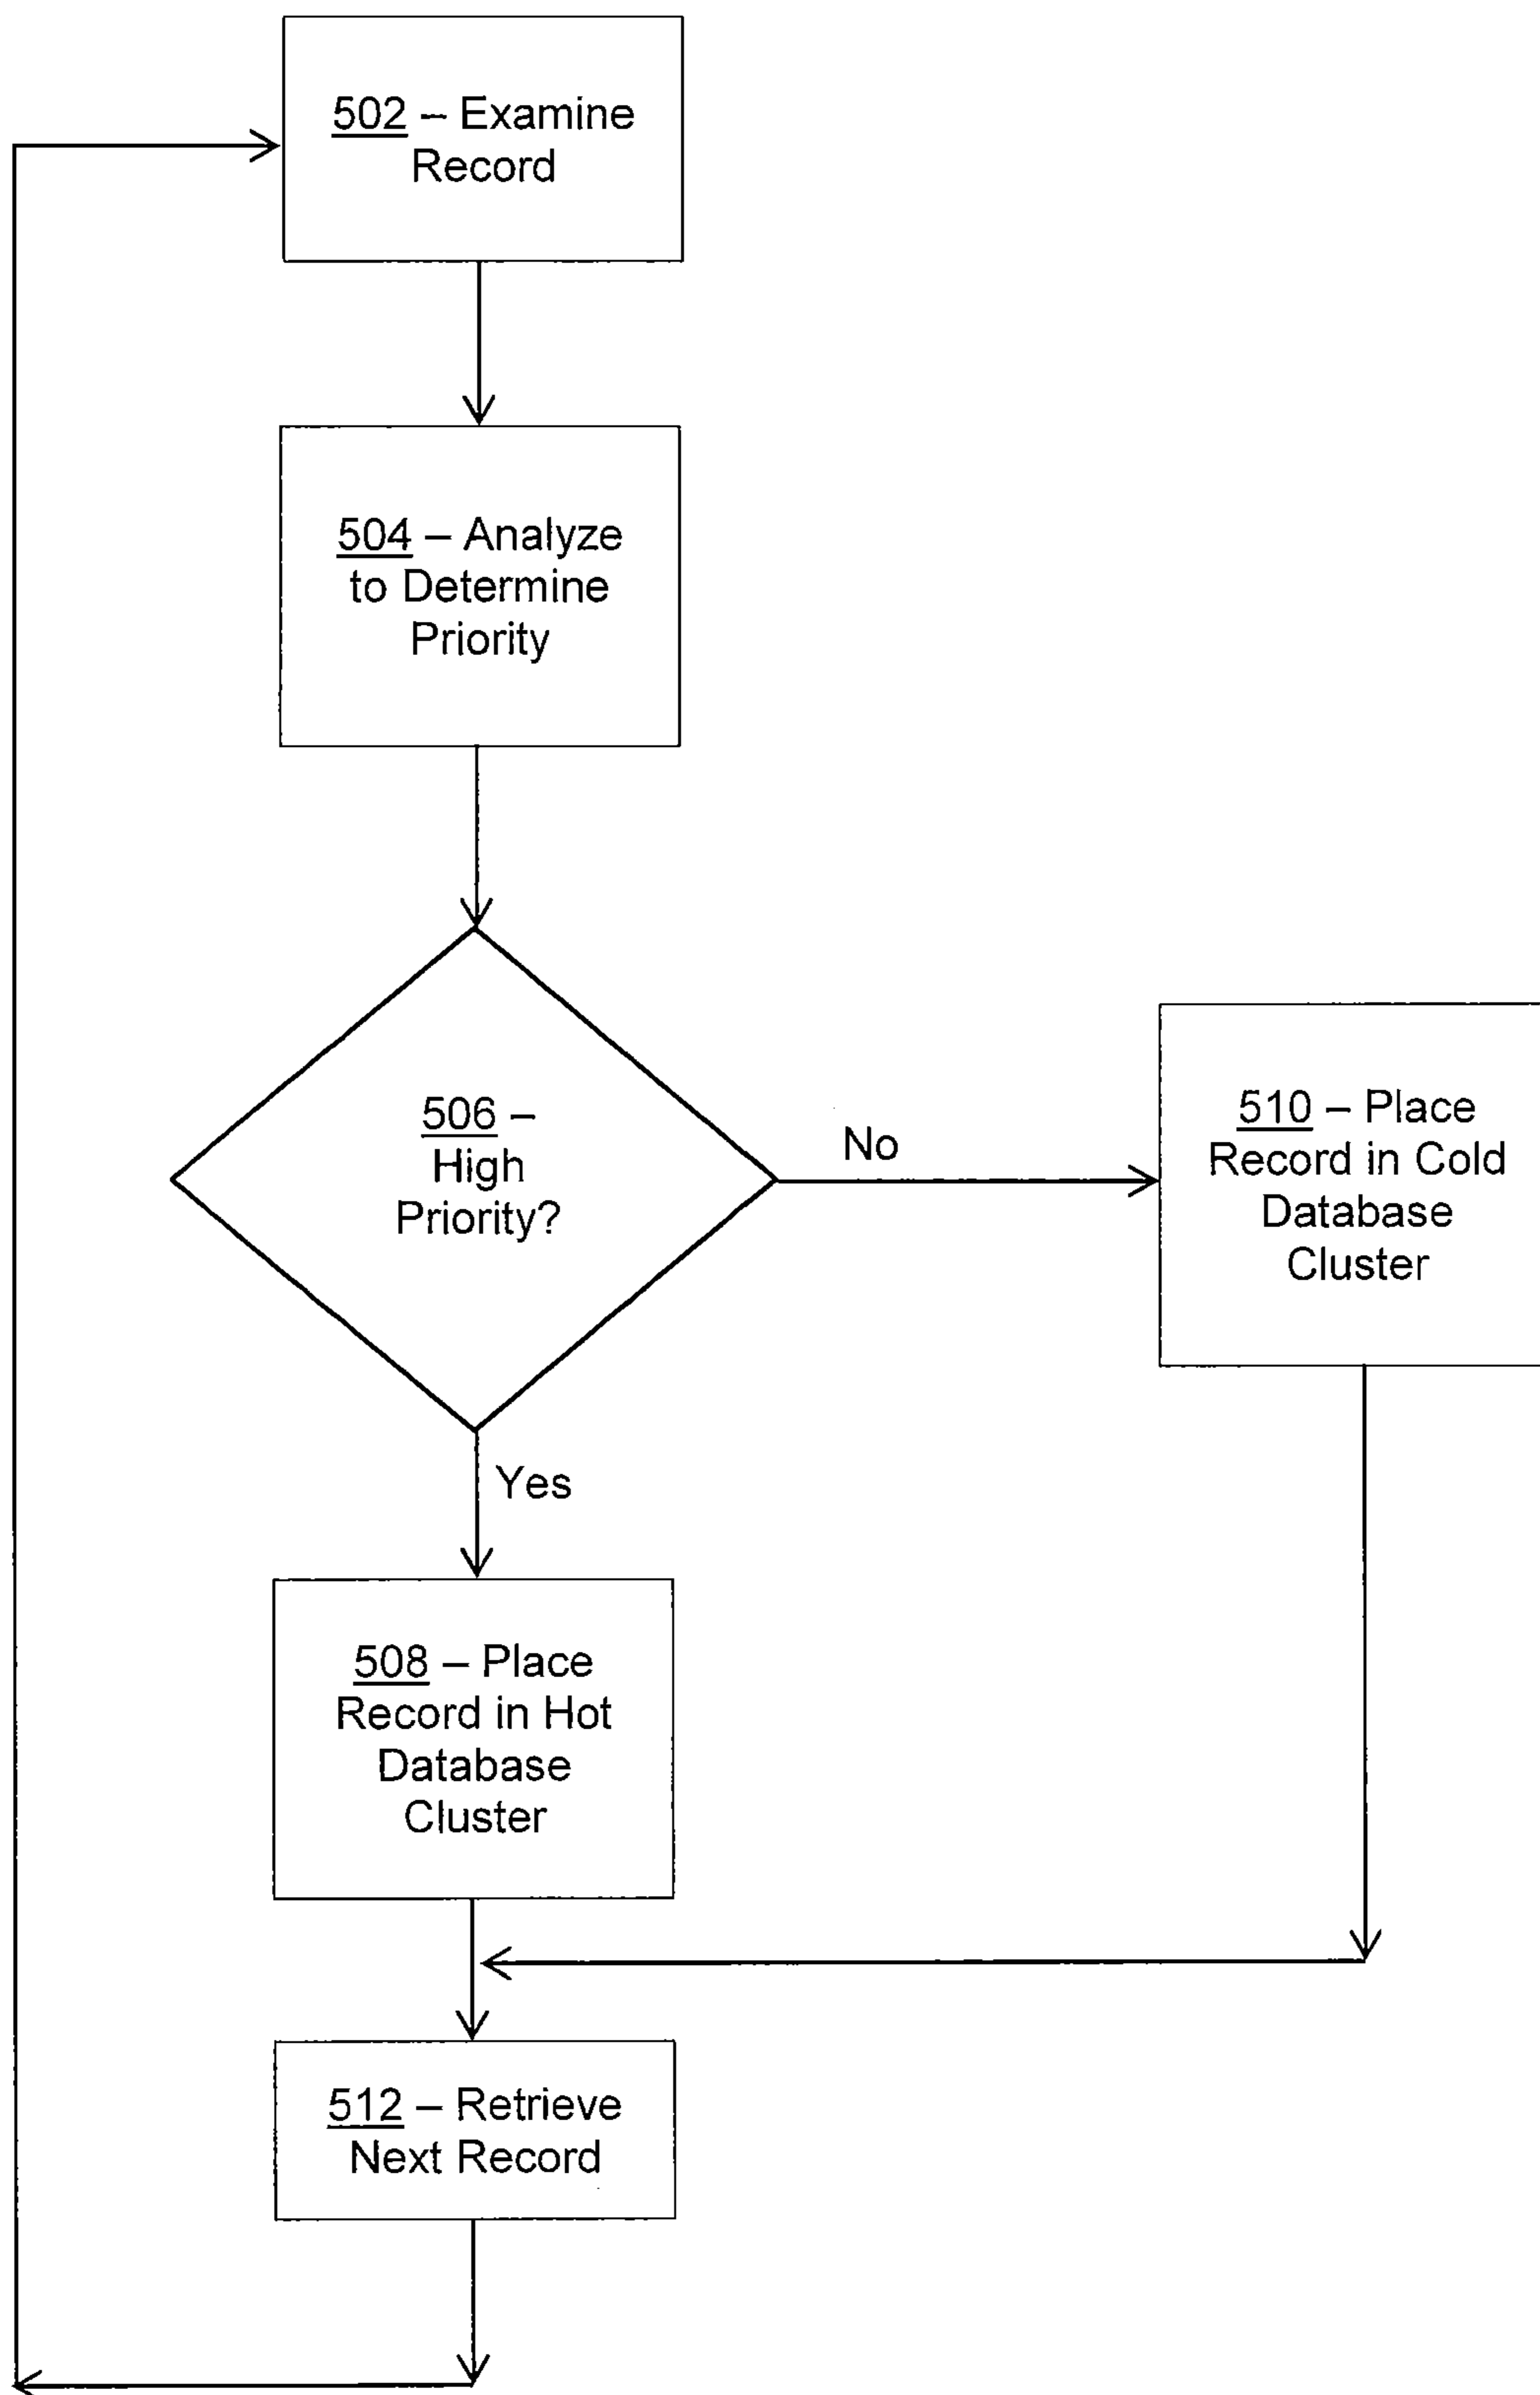 502 – Examine
Record
504 – Analyze
to Determine
Priority
506 –
High
Priority?
No
510 – Place
Record in Cold
Database
Cluster
Yes
508 – Place
Record in Hot
Database
Cluster
512 – Retrieve
Next Record